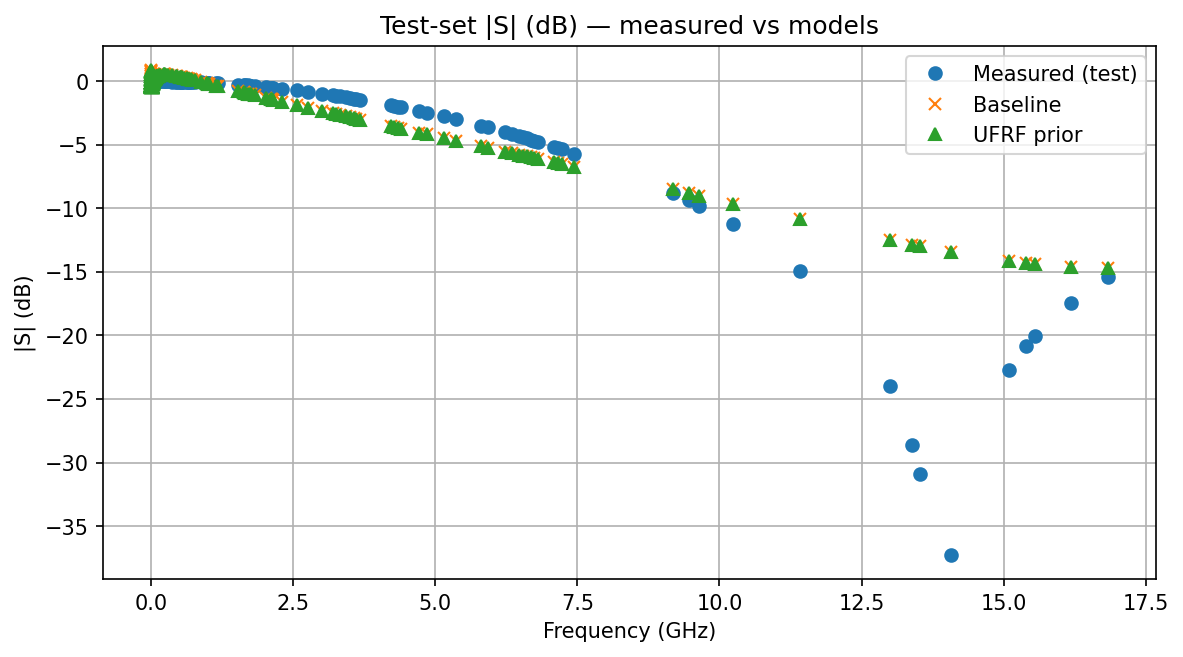 Test-set |S| (dB) — measured vs models
Measured (test)
Baseline
UFRF prior
|S| (dB)
0
−5
−10
−15
−20
−25
−30
−35
0.0 2.5 5.0 7.5 10.0 12.5 15.0 17.5
Frequency (GHz)